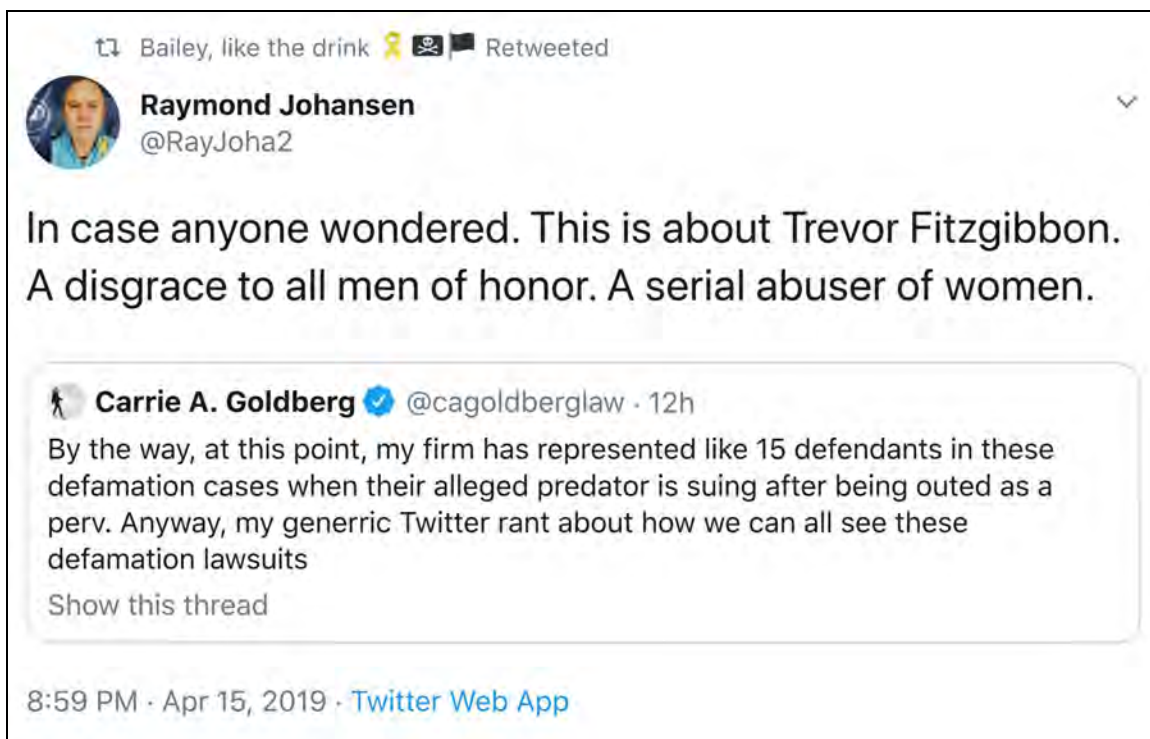 Bailey, like the drink 🎗️🏴‍☠️🏴 Retweeted
Raymond Johansen
@RayJoha2
In case anyone wondered. This is about Trevor Fitzgibbon.
A disgrace to all men of honor. A serial abuser of women.
Carrie A. Goldberg @cagoldberglaw · 12h
By the way, at this point, my firm has represented like 15 defendants in these
defamation cases when their alleged predator is suing after being outed as a
perv. Anyway, my generric Twitter rant about how we can all see these
defamation lawsuits
Show this thread
8:59 PM · Apr 15, 2019 · Twitter Web App